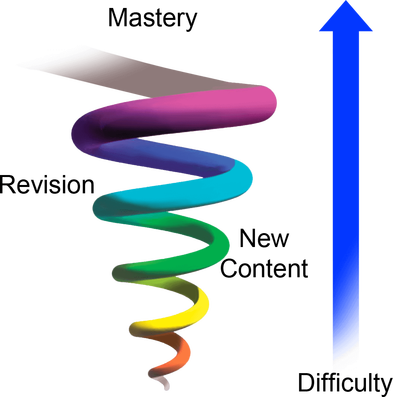 Mastery
Revision
New
Content
Difficulty